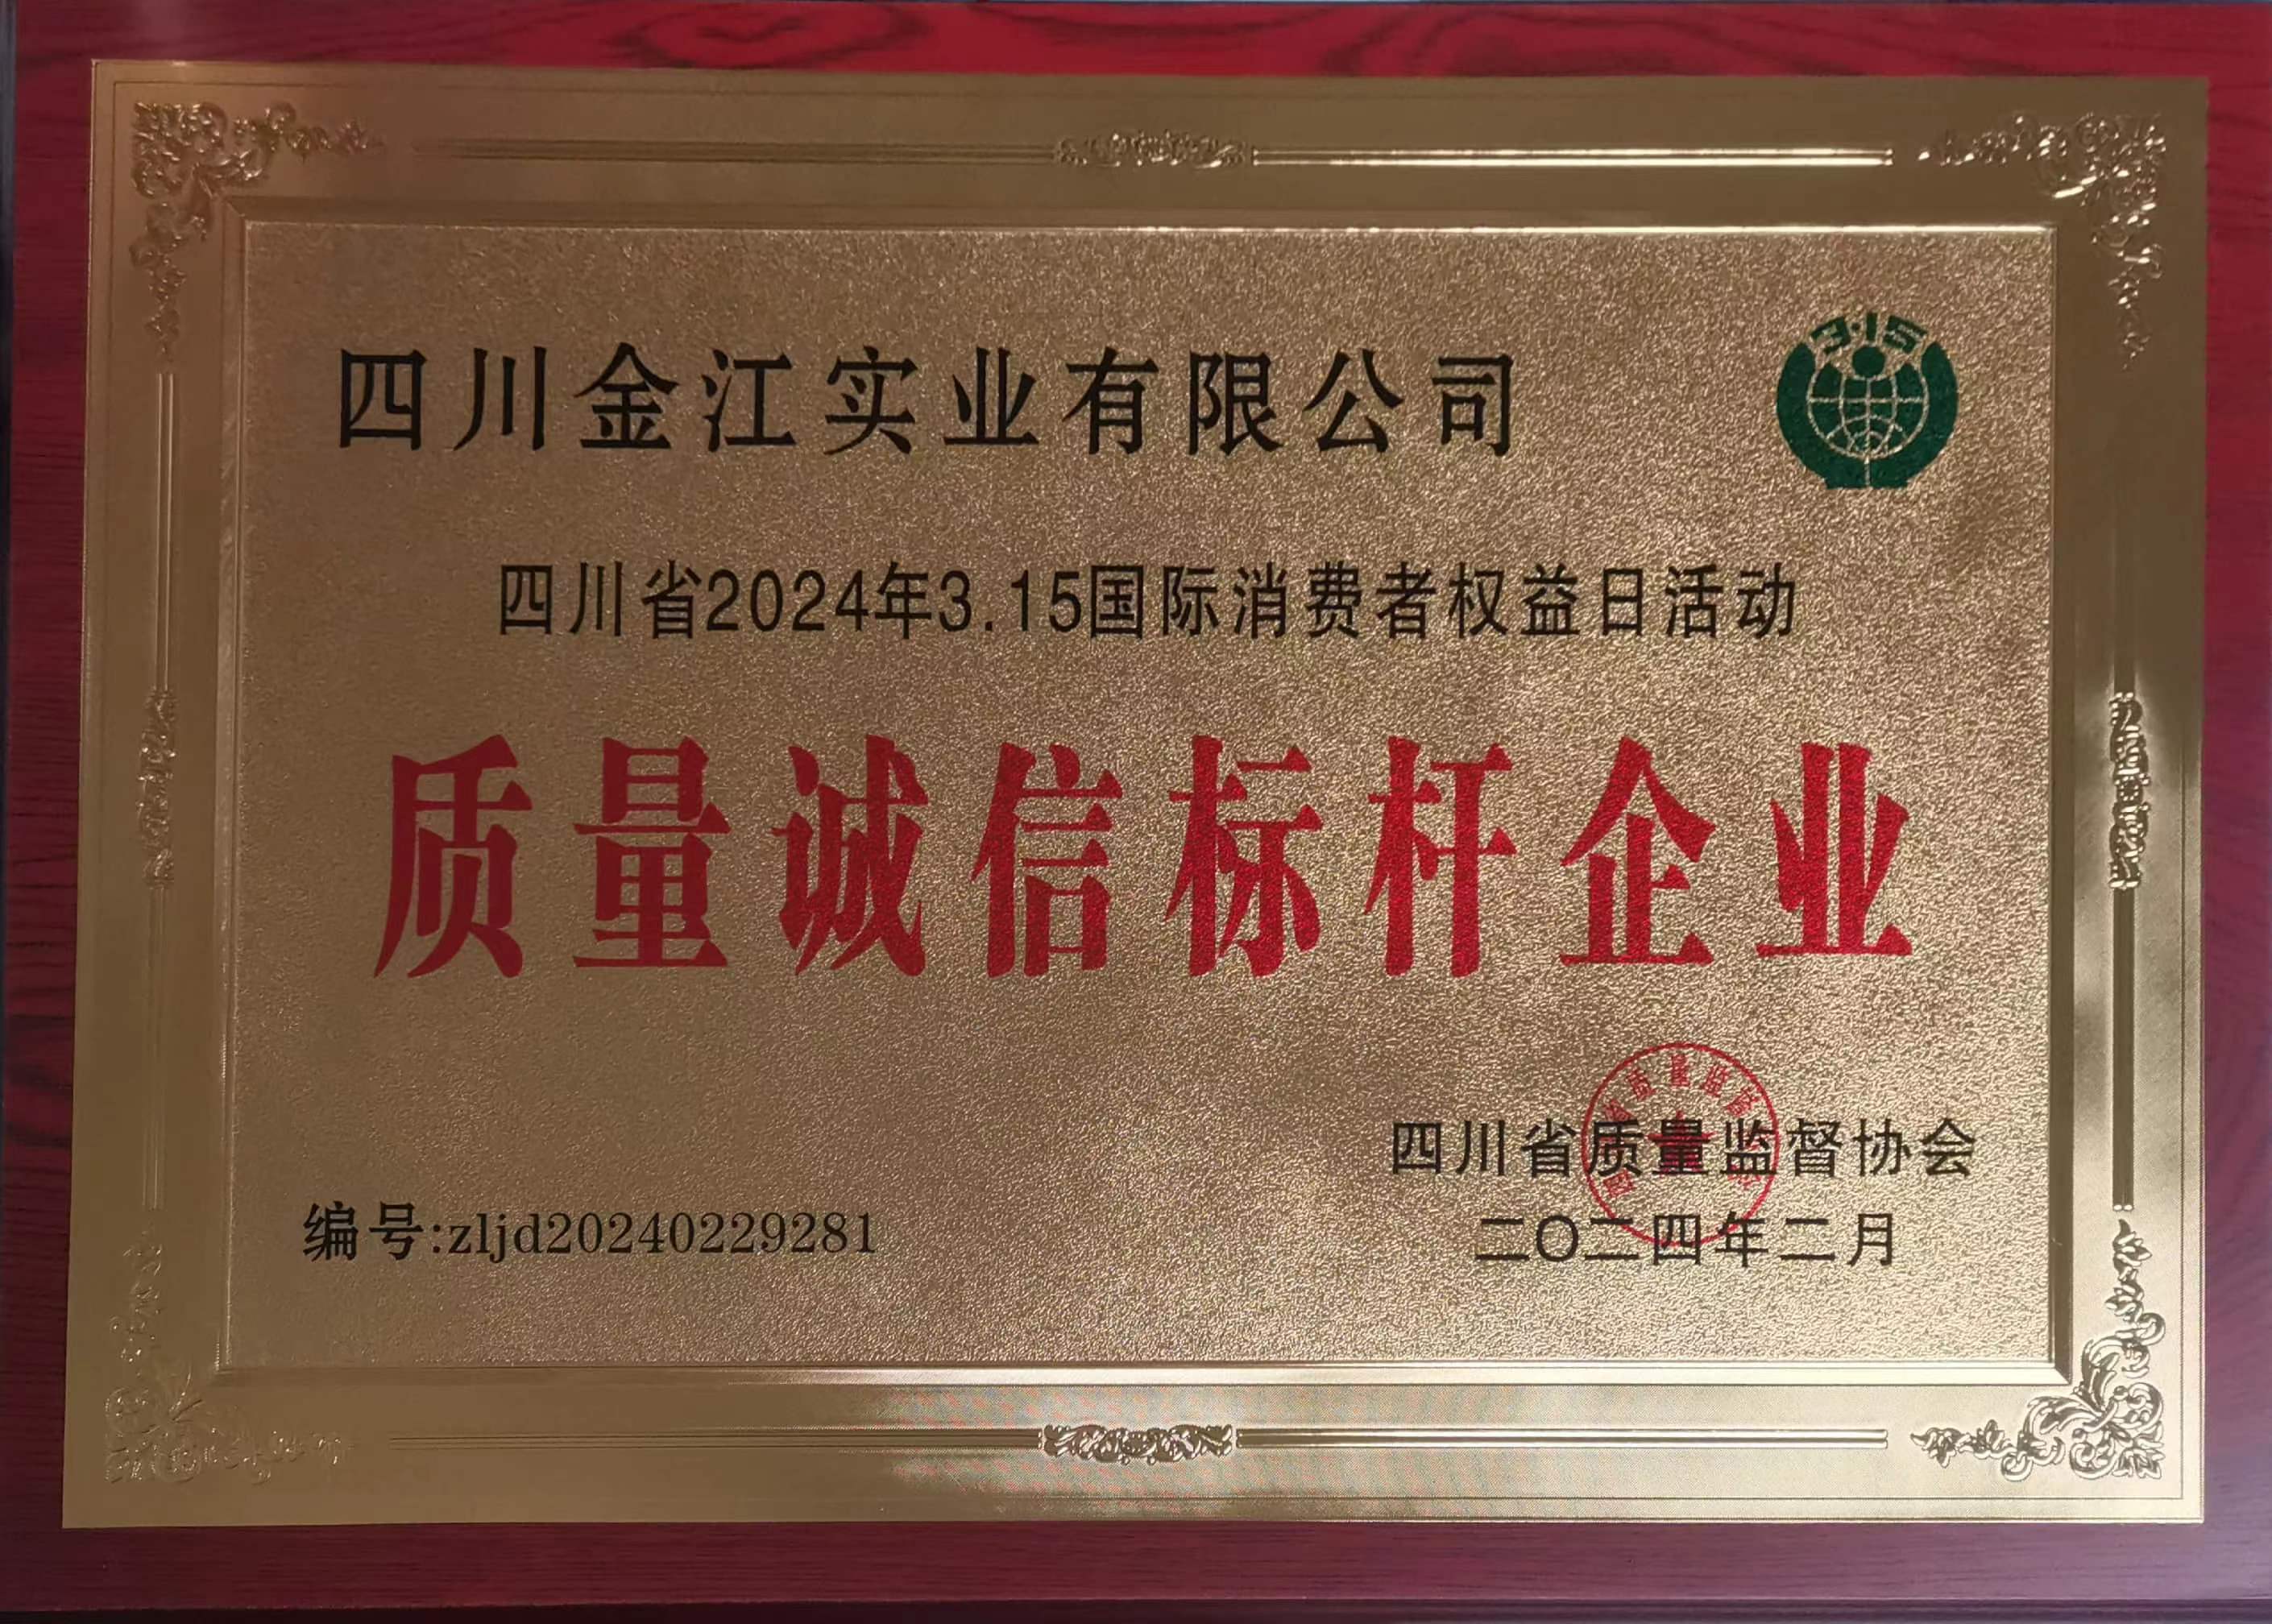 四川金江实业有限公司
3·15
四川省2024年3.15国际消费者权益日活动
质量诚信标杆企业
四川省质量监督协会
编号:zljd20240229281
二〇二四年二月